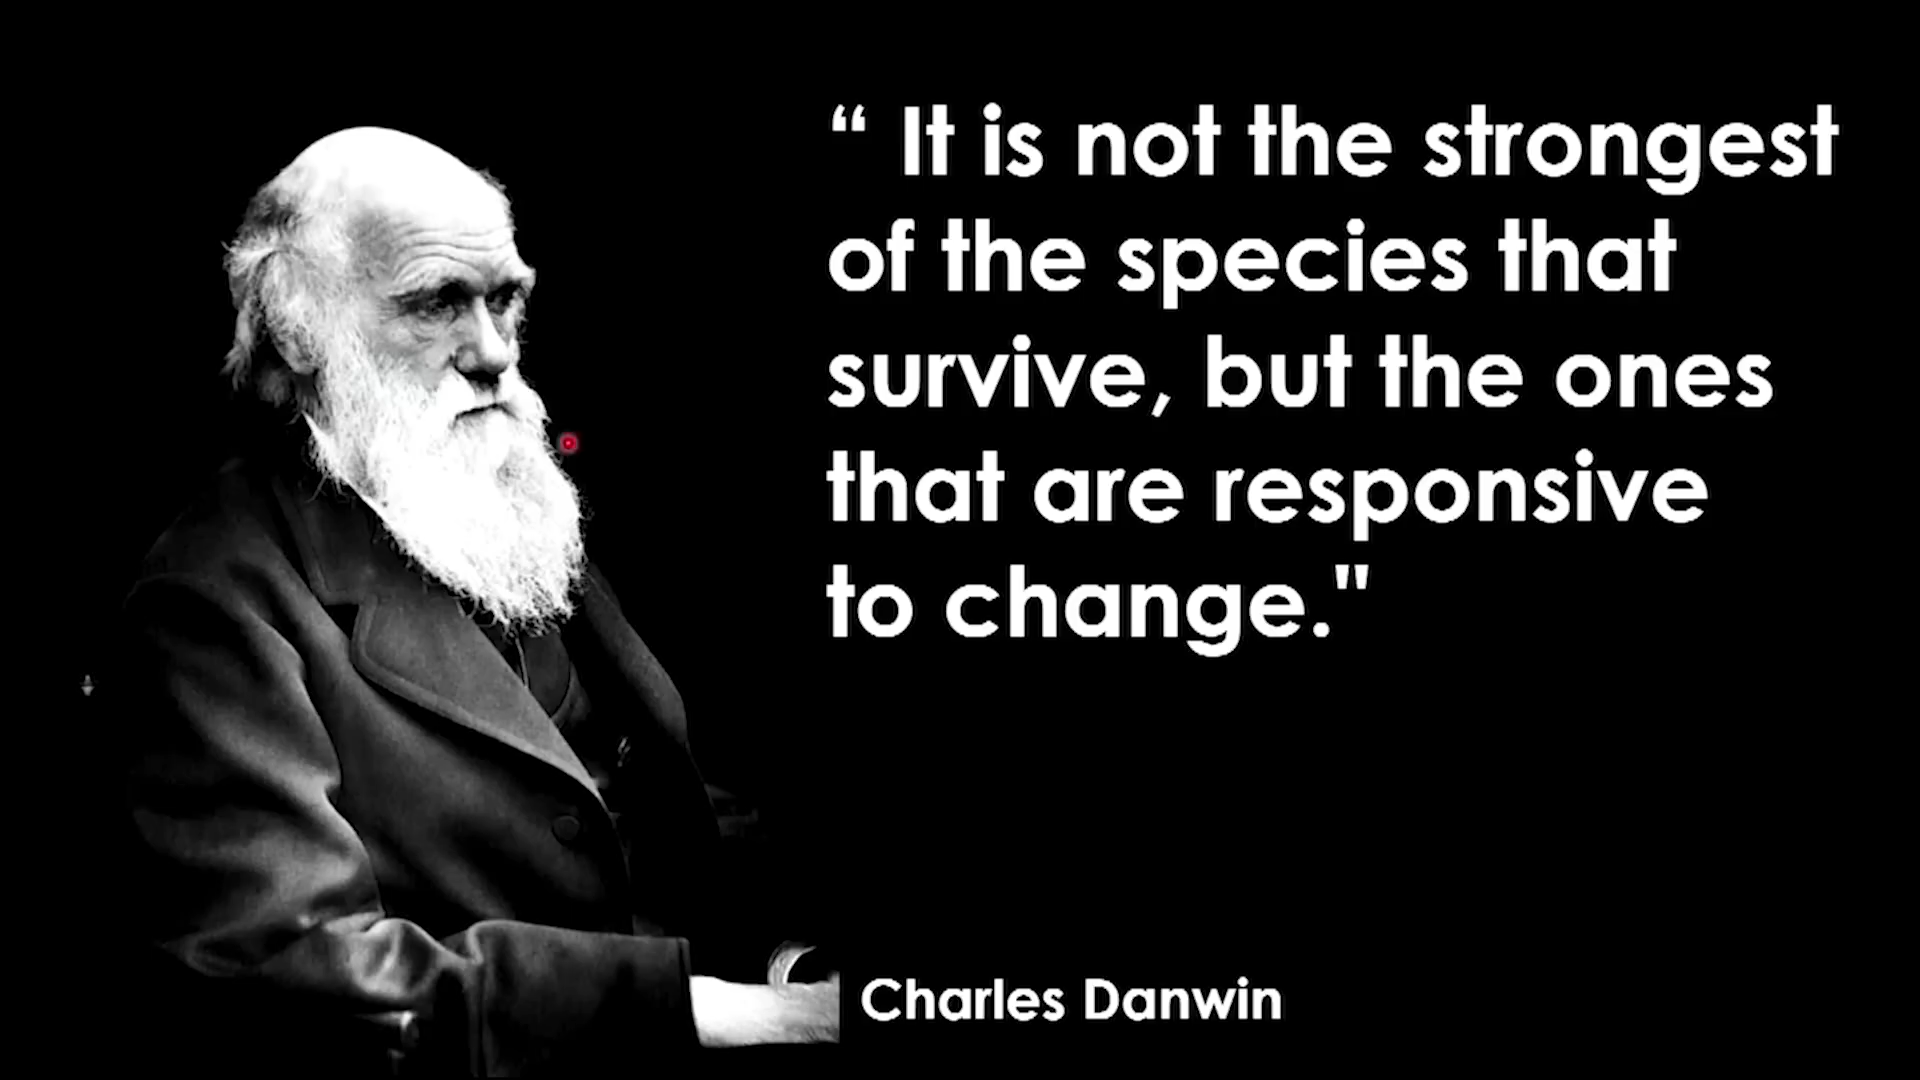 “ It is not the strongest
of the species that
survive, but the ones
that are responsive
to change."
Charles Danwin